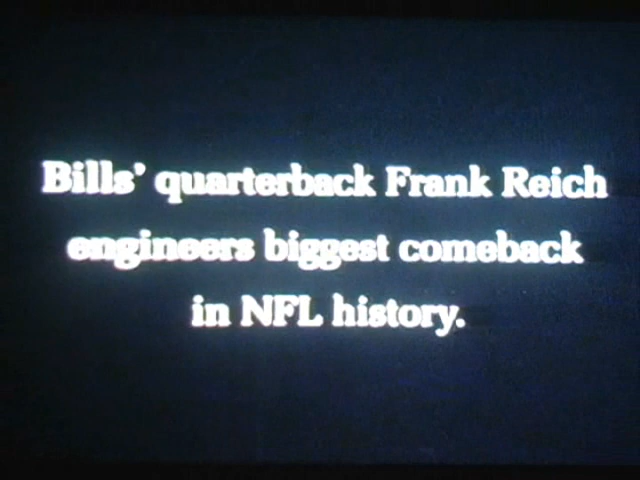 Bills' quarterback Frank Reich
engineers biggest comeback
in NFL history.